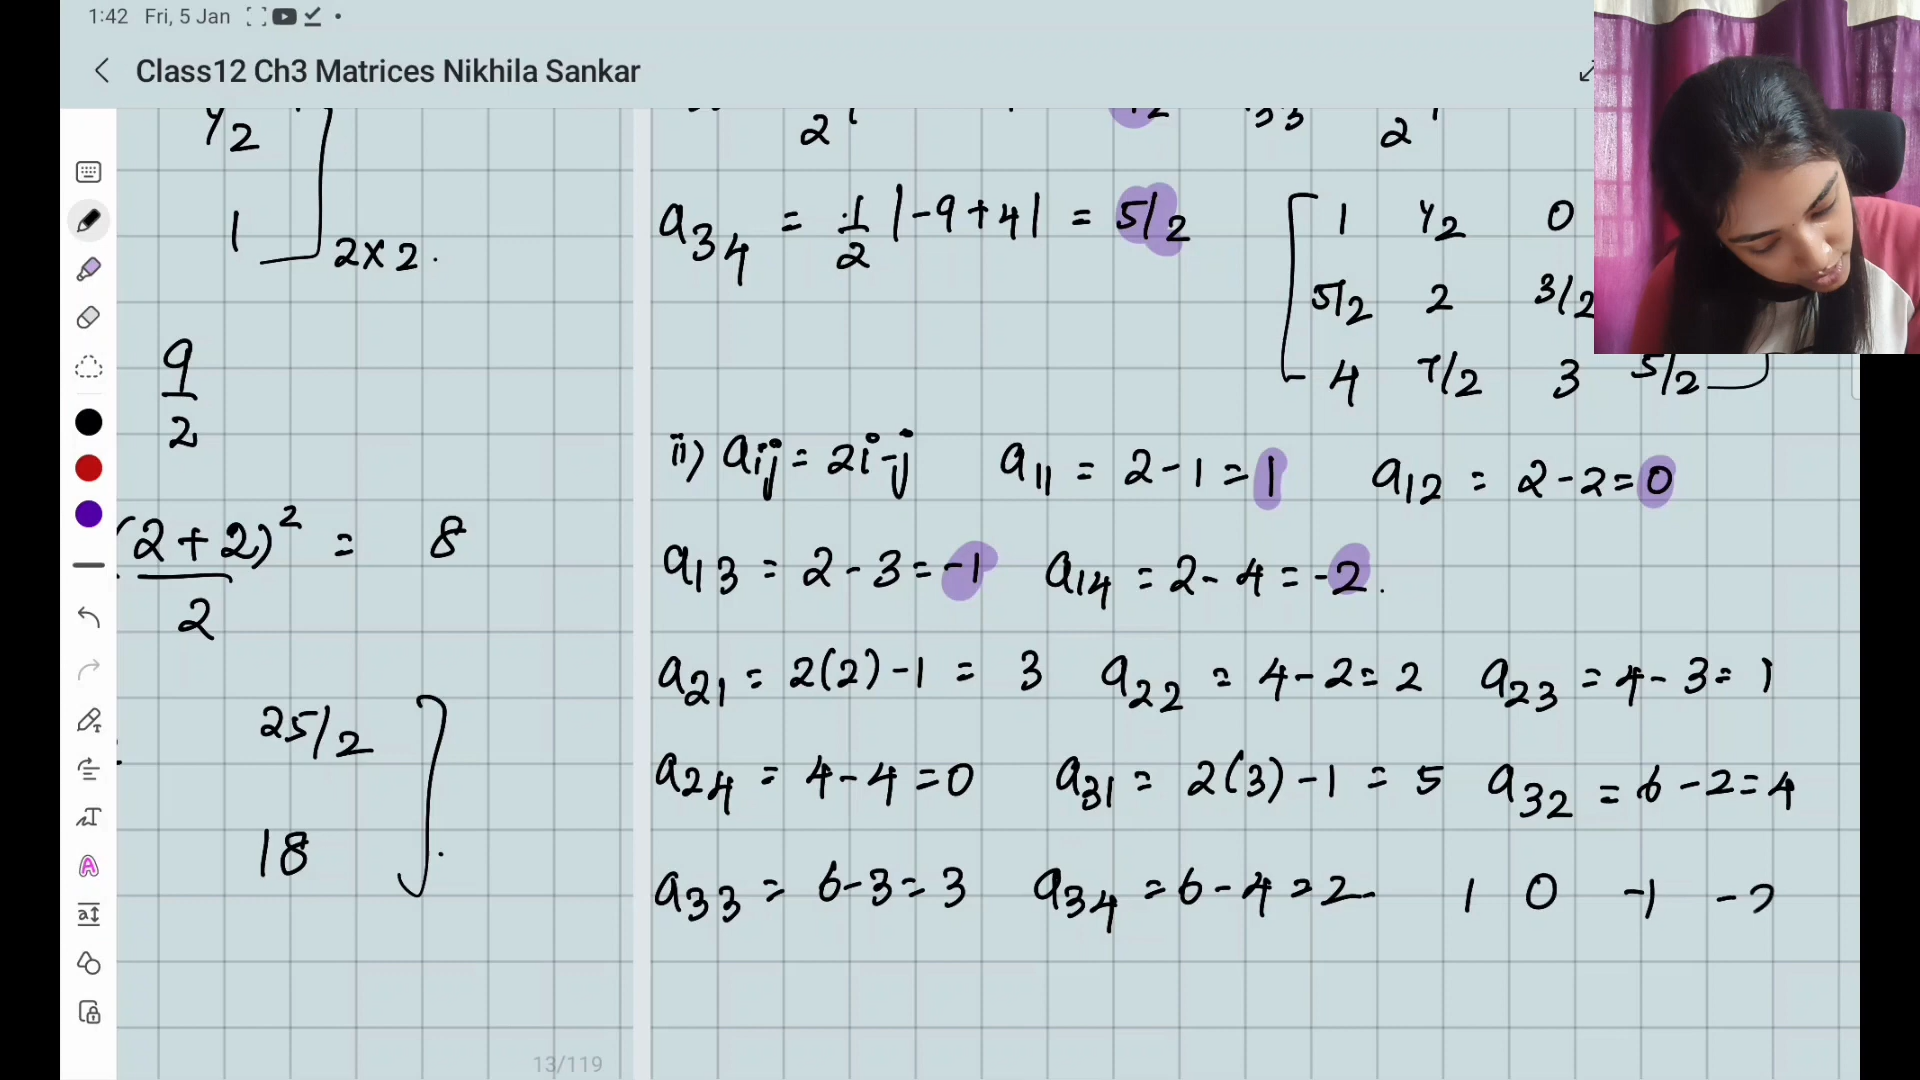 1:42 Fri, 5 Jan
Class12 Ch3 Matrices Nikhila Sankar
1/2
1 ] 2×2.
9/2
(2+2)²/2 = 8
25/2
18 ].
a34 = 1/2 |-9+4| = 5/2
1 1/2 0
5/2 2 3/2
4 7/2 3 5/2
ii) aij = 2i-j a11 = 2-1 = 1 a12 = 2-2=0
a13 = 2-3=-1 a14 = 2-4=-2.
a21 = 2(2)-1 = 3 a22 = 4-2=2 a23 = 4-3=1
a24 = 4-4=0 a31 = 2(3)-1 = 5 a32 = 6-2=4
a33 = 6-3=3 a34 = 6-4=2 1 0 -1 -2
13/119